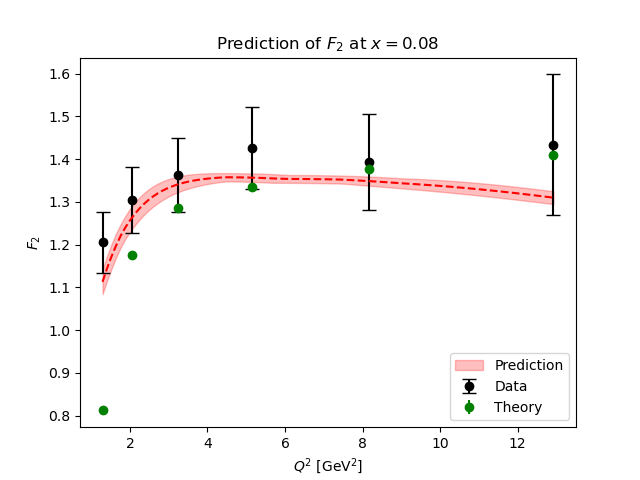 Prediction of F₂ at x = 0.08
1.6
1.5
1.4
1.3
1.2
1.1
1.0
0.9
0.8
F₂
2 4 6 8 10 12
Q² [GeV²]
Prediction
Data
Theory